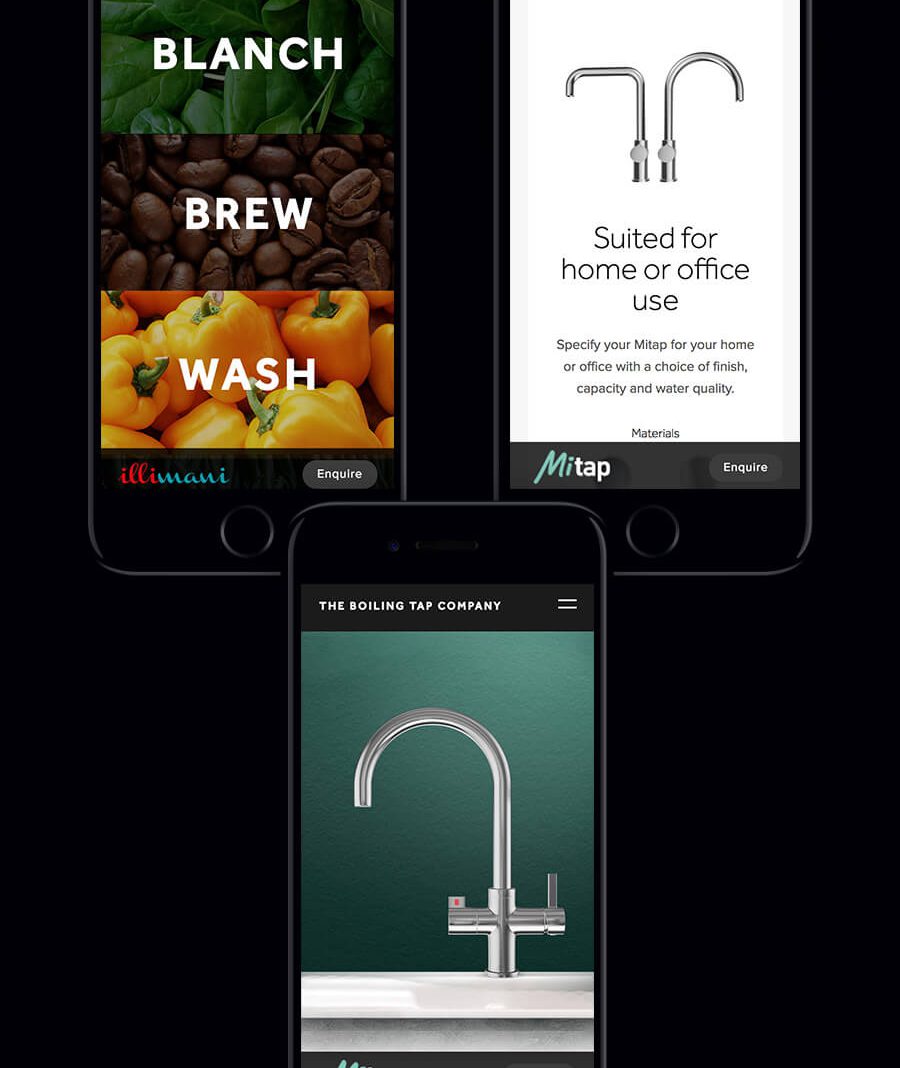 BLANCH
BREW
WASH
illimani
Enquire
Suited for
home or office
use
Specify your Mitap for your home
or office with a choice of finish,
capacity and water quality.
Materials
Mitap
Enquire
THE BOILING TAP COMPANY